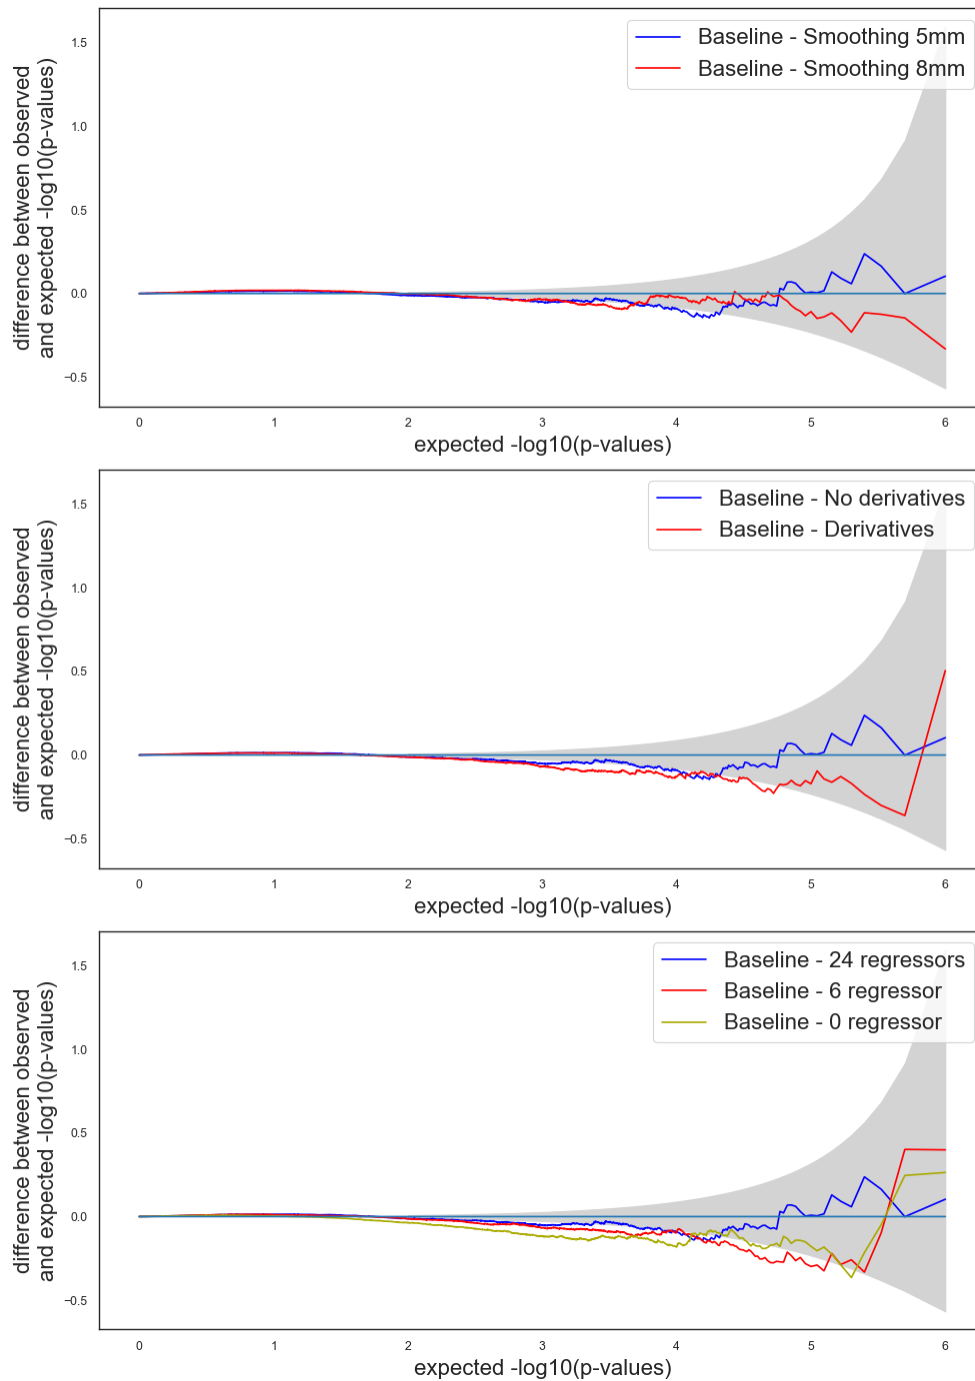 difference between observed
and expected -log10(p-values)
1.5
1.0
0.5
0.0
−0.5
Baseline - Smoothing 5mm
Baseline - Smoothing 8mm
0 1 2 3 4 5 6
expected -log10(p-values)
difference between observed
and expected -log10(p-values)
1.5
1.0
0.5
0.0
−0.5
Baseline - No derivatives
Baseline - Derivatives
0 1 2 3 4 5 6
expected -log10(p-values)
difference between observed
and expected -log10(p-values)
1.5
1.0
0.5
0.0
−0.5
Baseline - 24 regressors
Baseline - 6 regressor
Baseline - 0 regressor
0 1 2 3 4 5 6
expected -log10(p-values)